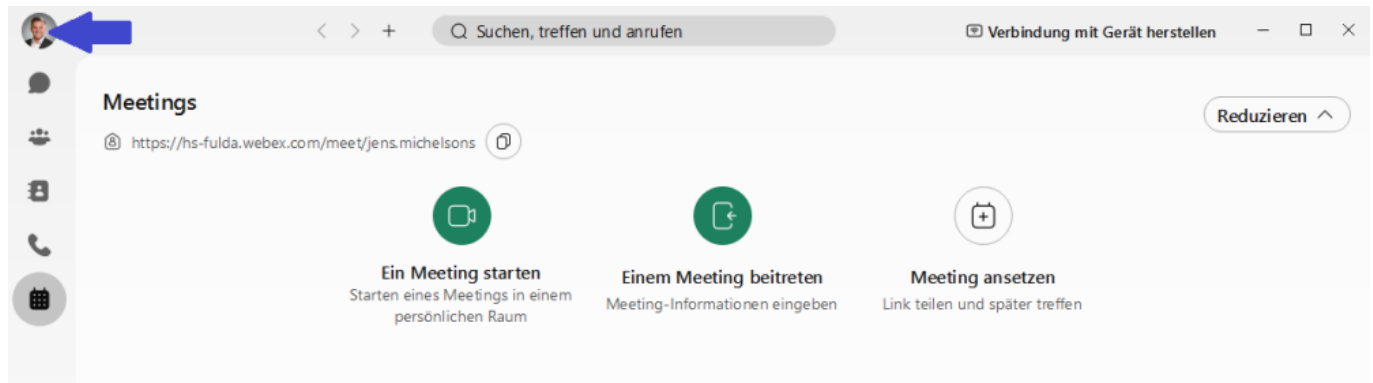 Suchen, treffen und anrufen
Verbindung mit Gerät herstellen
Meetings
Reduzieren
https://hs-fulda.webex.com/meet/jens.michelsons
Ein Meeting starten
Starten eines Meetings in einem
persönlichen Raum
Einem Meeting beitreten
Meeting-Informationen eingeben
Meeting ansetzen
Link teilen und später treffen